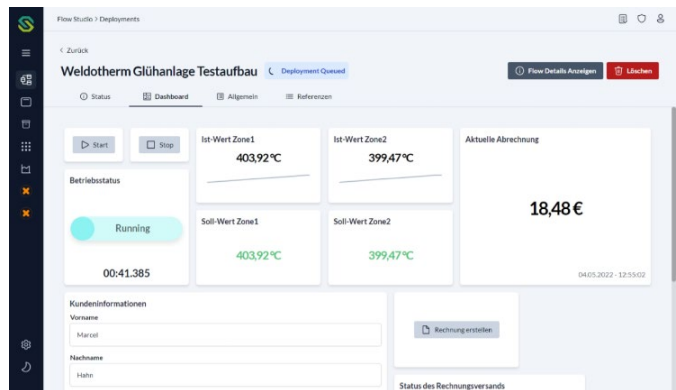 Flow Studio > Deployments
< Zurück
Weldotherm Glühanlage Testaufbau
Deployment Queued
Flow Details Anzeigen
Löschen
Status
Dashboard
Allgemein
Referenzen
Start
Stop
Ist-Wert Zone1
403,92 °C
Ist-Wert Zone2
399,47 °C
Aktuelle Abrechnung
18,48 €
04.05.2022 - 12:55:02
Betriebsstatus
Running
00:41.385
Soll-Wert Zone1
403,92 °C
Soll-Wert Zone2
399,47 °C
Kundeninformationen
Vorname
Marcel
Nachname
Hahn
Rechnung erstellen
Status des Rechnungsversands